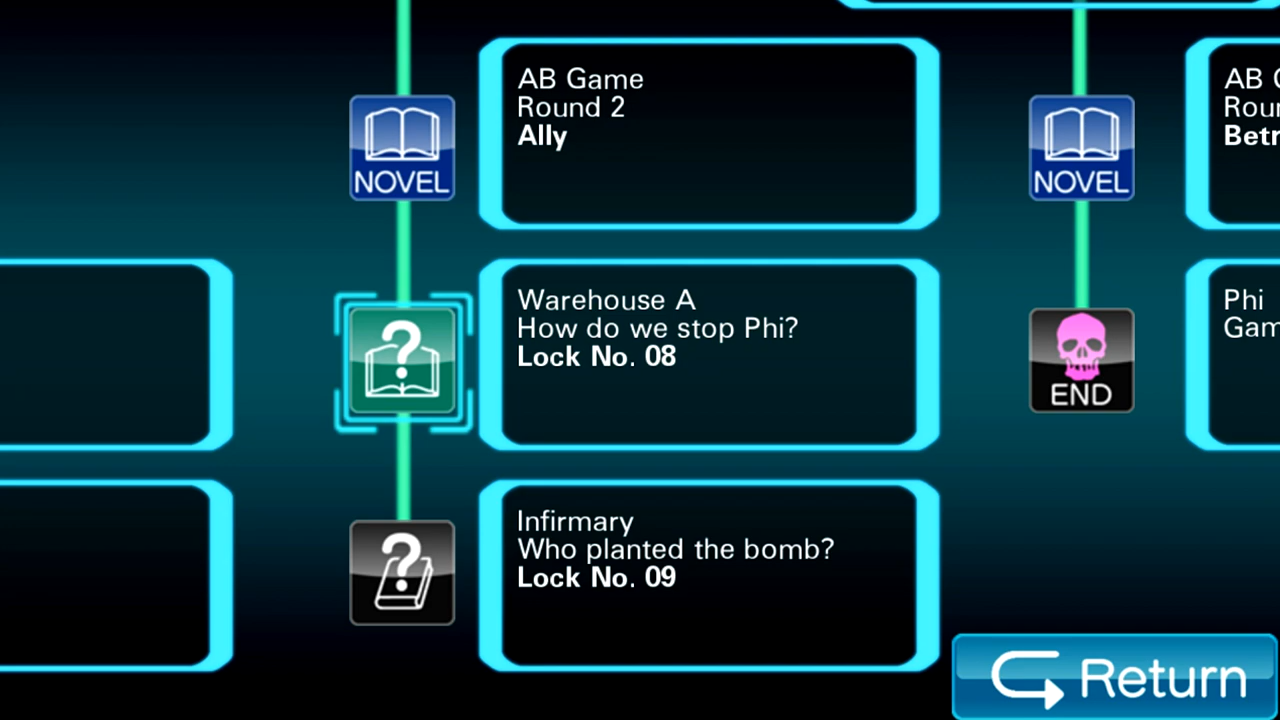 AB Game
Round 2
Ally
NOVEL
Warehouse A
How do we stop Phi?
Lock No. 08
Infirmary
Who planted the bomb?
Lock No. 09
AB
NOVEL
Phi
END
Return